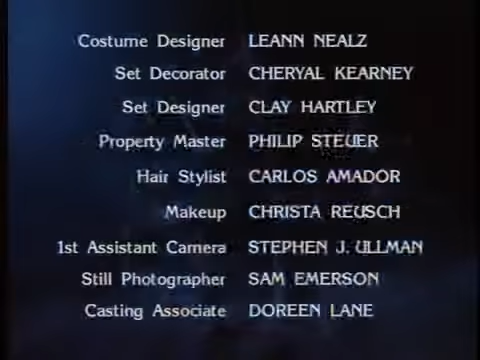 Costume Designer LEANN NEALZ
Set Decorator CHERYAL KEARNEY
Set Designer CLAY HARTLEY
Property Master PHILIP STEUER
Hair Stylist CARLOS AMADOR
Makeup CHRISTA REUSCH
1st Assistant Camera STEPHEN J. ULLMAN
Still Photographer SAM EMERSON
Casting Associate DOREEN LANE